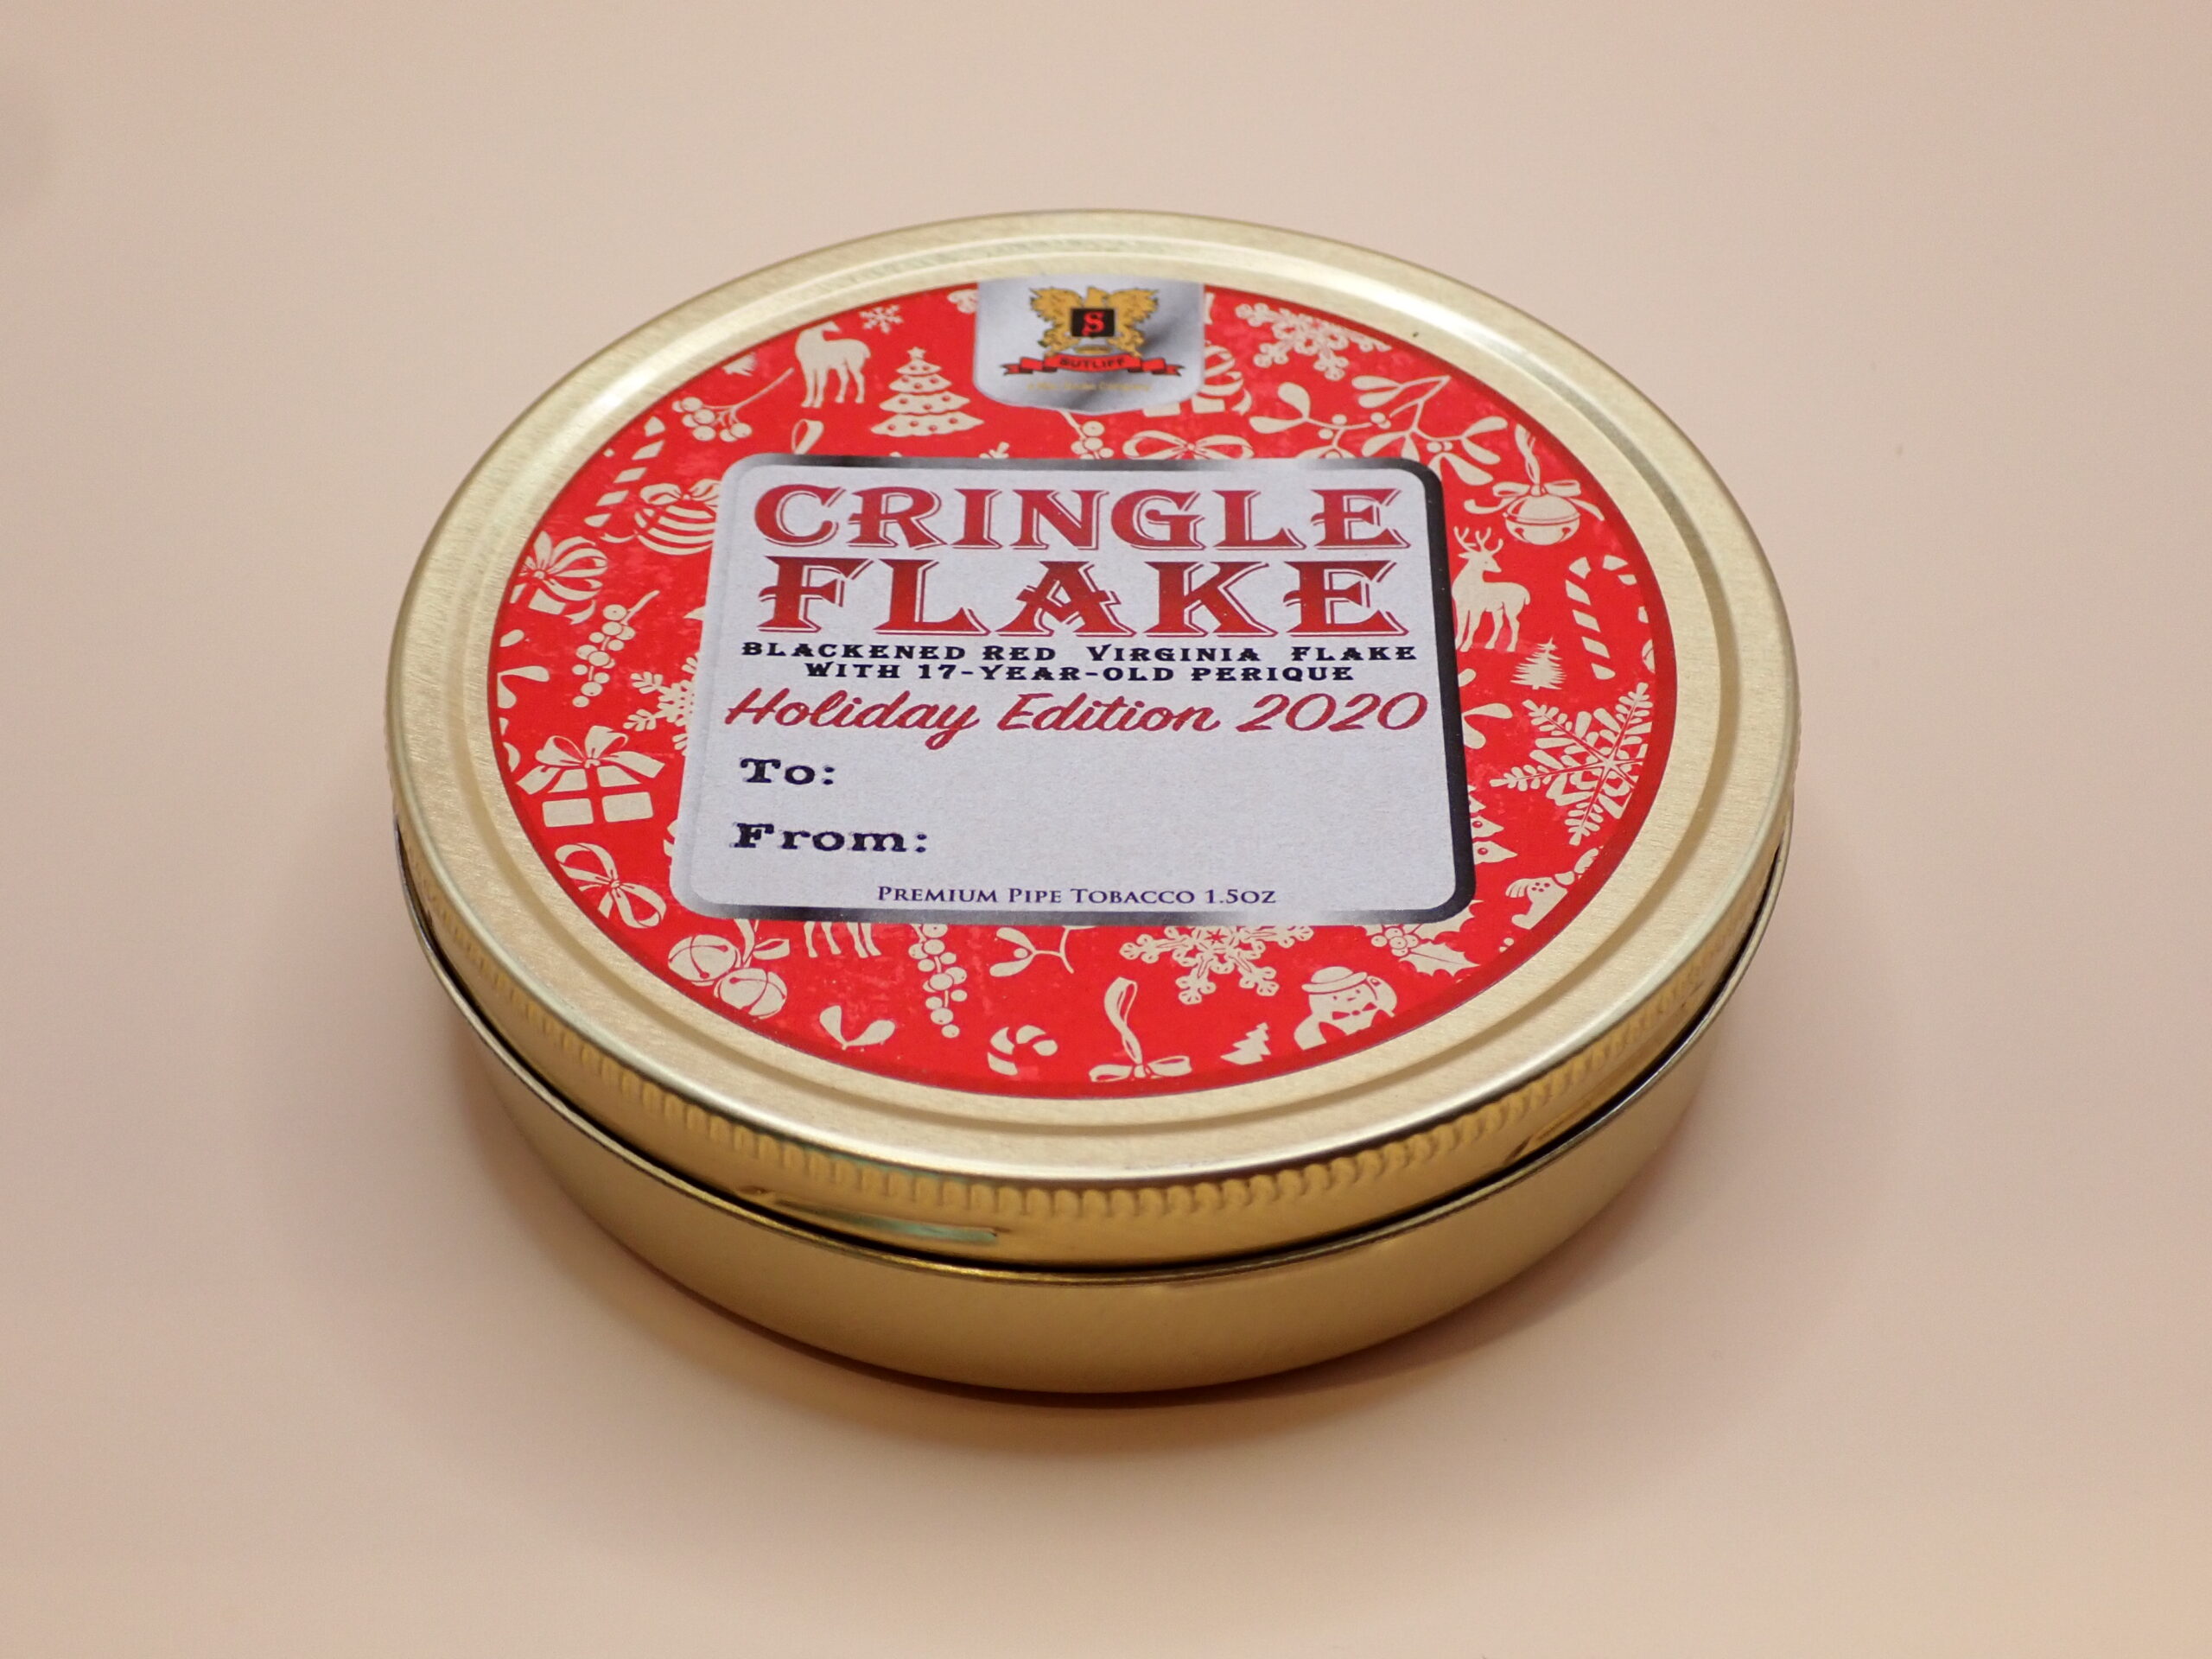 S
SUTLIFF
CRINGLE
FLAKE
BLACKENED RED VIRGINIA FLAKE
WITH 17-YEAR-OLD PERIQUE
Holiday Edition 2020
To:
From:
PREMIUM PIPE TOBACCO 1.5OZ